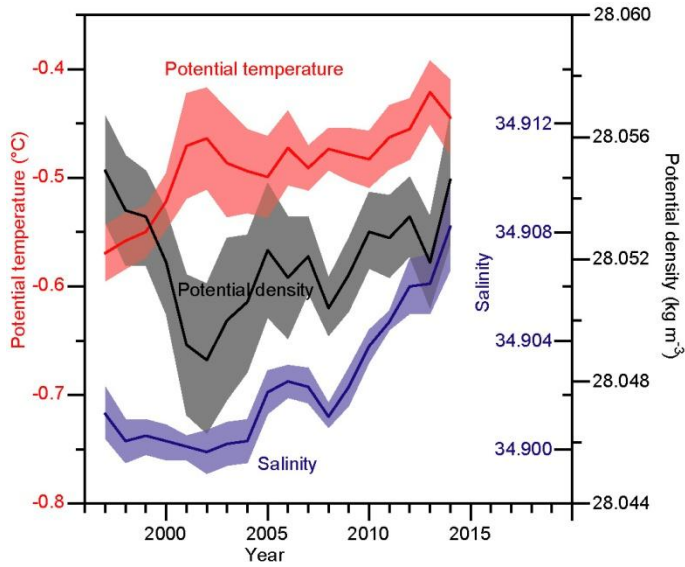 28.060
-0.4
Potential temperature
34.912
28.056
-0.5
Potential temperature (°C)
34.908
Potential density (kg m-3)
28.052
-0.6
Potential density
Salinity
34.904
-0.7
28.048
34.900
Salinity
-0.8
28.044
2000
2005
2010
2015
Year